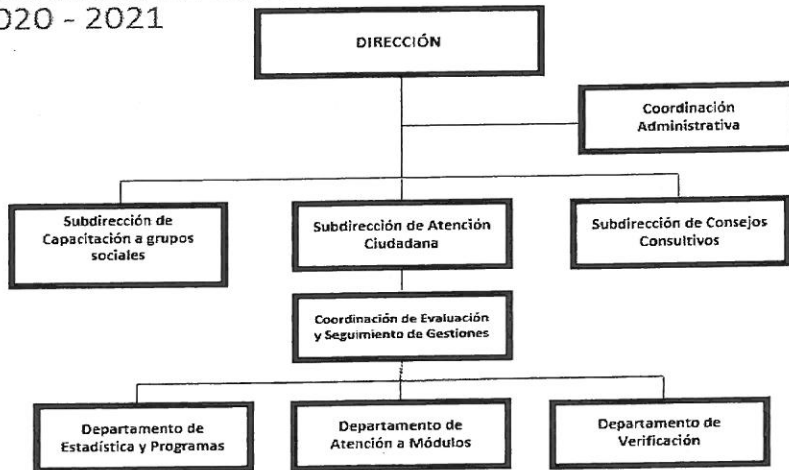 020 - 2021
DIRECCIÓN
Coordinación
Administrativa
Subdirección de
Capacitación a grupos
sociales
Subdirección de Atención
Ciudadana
Subdirección de Consejos
Consultivos
Coordinación de Evaluación
y Seguimiento de Gestiones
Departamento de
Estadística y Programas
Departamento de
Atención a Módulos
Departamento de
Verificación